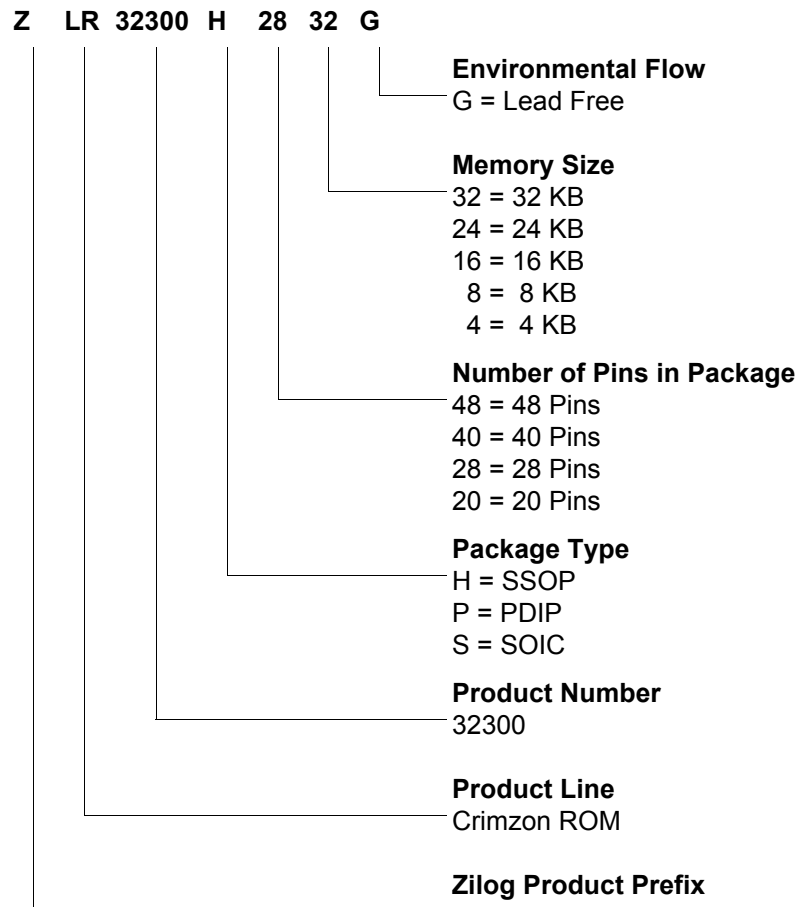 Z LR 32300 H 28 32 G
Environmental Flow
G = Lead Free
Memory Size
32 = 32 KB
24 = 24 KB
16 = 16 KB
8 = 8 KB
4 = 4 KB
Number of Pins in Package
48 = 48 Pins
40 = 40 Pins
28 = 28 Pins
20 = 20 Pins
Package Type
H = SSOP
P = PDIP
S = SOIC
Product Number
32300
Product Line
Crimzon ROM
Zilog Product Prefix